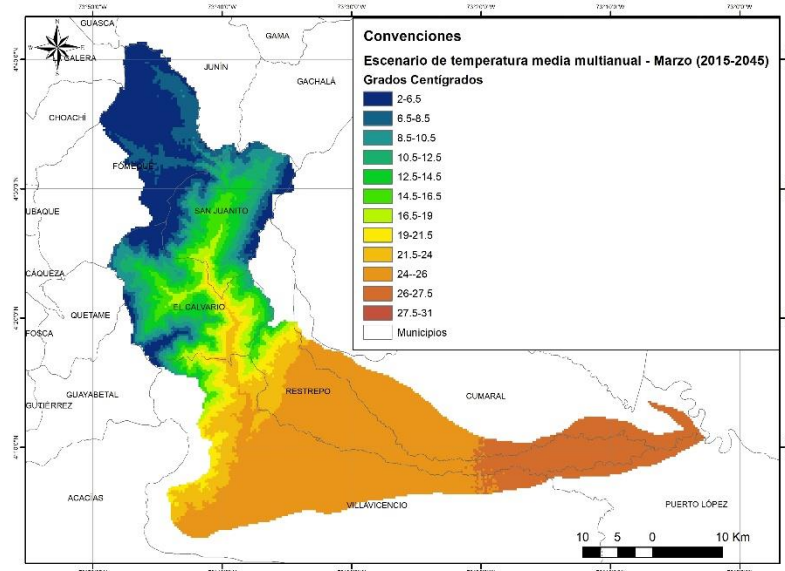 Convenciones
Escenario de temperatura media multianual - Marzo (2015-2045)
Grados Centígrados
2-6.5
6.5-8.5
8.5-10.5
10.5-12.5
12.5-14.5
14.5-16.5
16.5-19
19-21.5
21.5-24
24--26
26-27.5
27.5-31
Municipios
GUASCA
GAMA
JUNÍN
GACHALÁ
CHOACHÍ
FÓMEQUE
UBAQUE
SAN JUANITO
CÁQUEZA
QUETAME
EL CALVARIO
FOSCA
GUAYABETAL
GUTIÉRREZ
RESTREPO
CUMARAL
ACACÍAS
VILLAVICENCIO
PUERTO LÓPEZ
10 5 0 10 Km